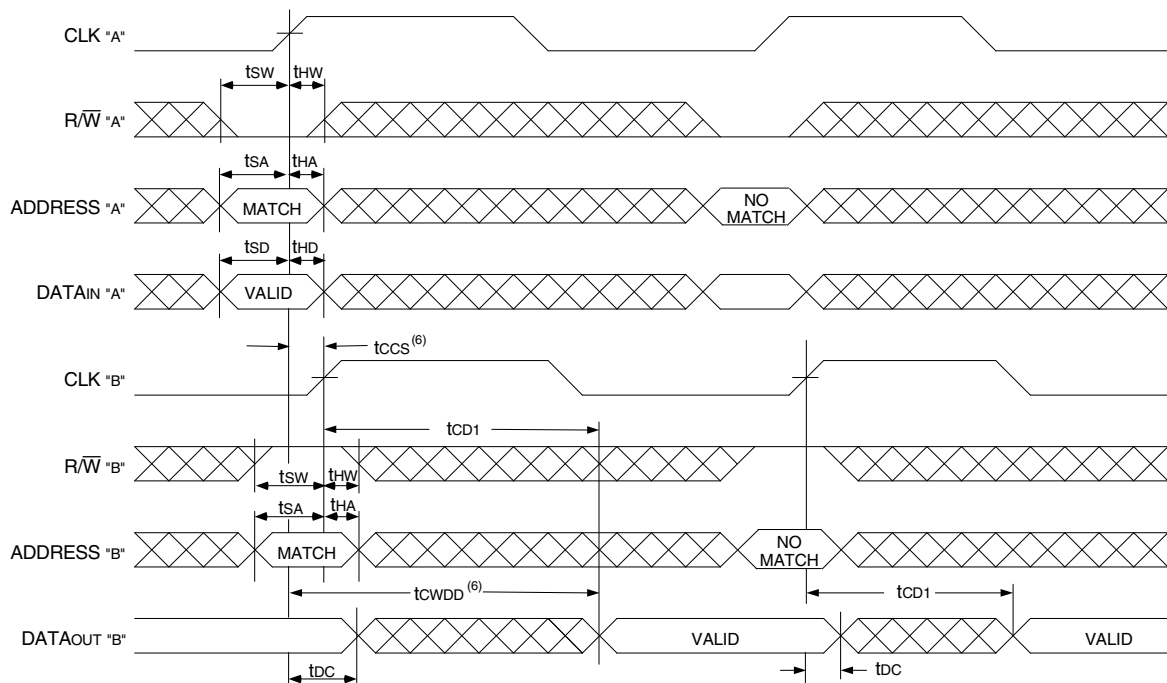 CLK "A"
tSW tHW
R/W̅ "A"
tSA tHA
ADDRESS "A" MATCH NO MATCH
tSD tHD
DATAIN "A" VALID
tCCS(6)
CLK "B"
tCD1
R/W̅ "B"
tSW tHW
tSA tHA
ADDRESS "B" MATCH NO MATCH
tCWDD(6) tCD1
DATAOUT "B" VALID VALID
tDC tDC